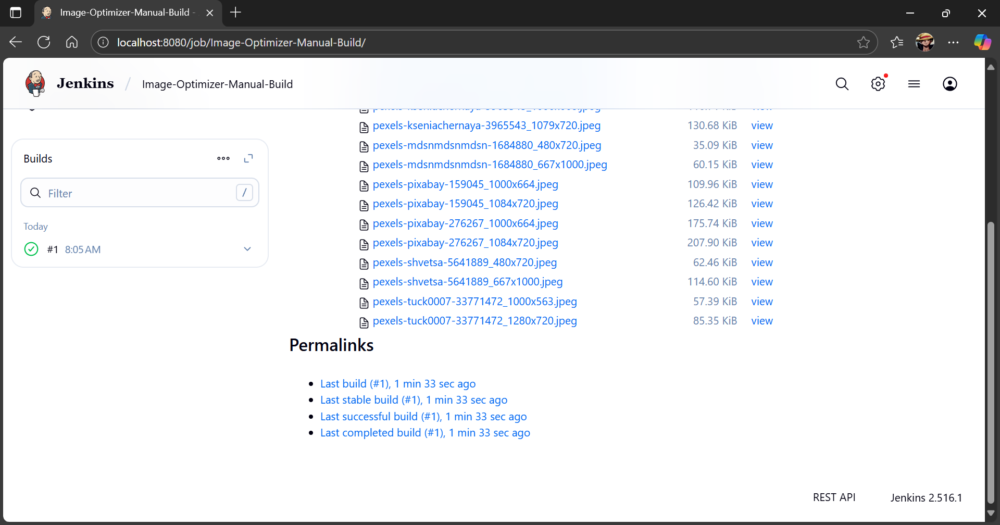 Image-Optimizer-Manual-Build -
localhost:8080/job/Image-Optimizer-Manual-Build/
Jenkins / Image-Optimizer-Manual-Build
pexels-kseniachernaya-3965543_1079x720.jpeg 130.68 KiB view
pexels-mdsnmdsnmdsn-1684880_480x720.jpeg 35.09 KiB view
pexels-mdsnmdsnmdsn-1684880_667x1000.jpeg 60.15 KiB view
pexels-pixabay-159045_1000x664.jpeg 109.96 KiB view
pexels-pixabay-159045_1084x720.jpeg 126.42 KiB view
pexels-pixabay-276267_1000x664.jpeg 175.74 KiB view
pexels-pixabay-276267_1084x720.jpeg 207.90 KiB view
pexels-shvetsa-5641889_480x720.jpeg 62.46 KiB view
pexels-shvetsa-5641889_667x1000.jpeg 114.60 KiB view
pexels-tuck0007-33771472_1000x563.jpeg 57.39 KiB view
pexels-tuck0007-33771472_1280x720.jpeg 85.35 KiB view
Builds
Filter /
Today
#1 8:05 AM
Permalinks
Last build (#1), 1 min 33 sec ago
Last stable build (#1), 1 min 33 sec ago
Last successful build (#1), 1 min 33 sec ago
Last completed build (#1), 1 min 33 sec ago
REST API Jenkins 2.516.1